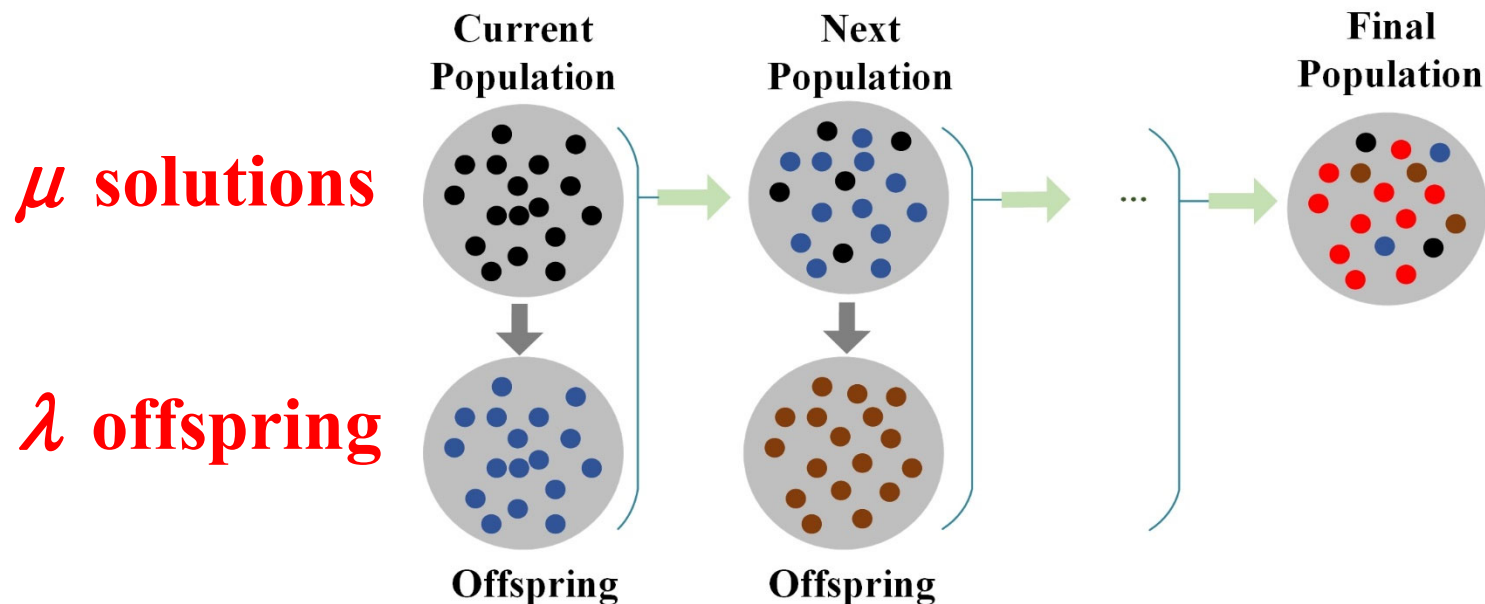 Current
Population
Next
Population
Final
Population
μ solutions
...
λ offspring
Offspring
Offspring